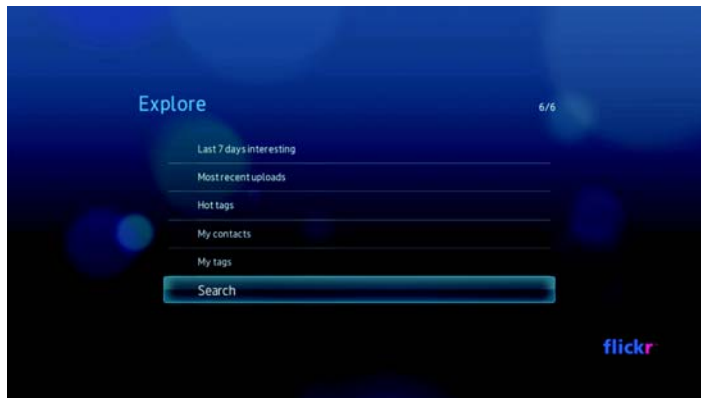 Explore
6/6
Last 7 days interesting
Most recent uploads
Hot tags
My contacts
My tags
Search
flickr